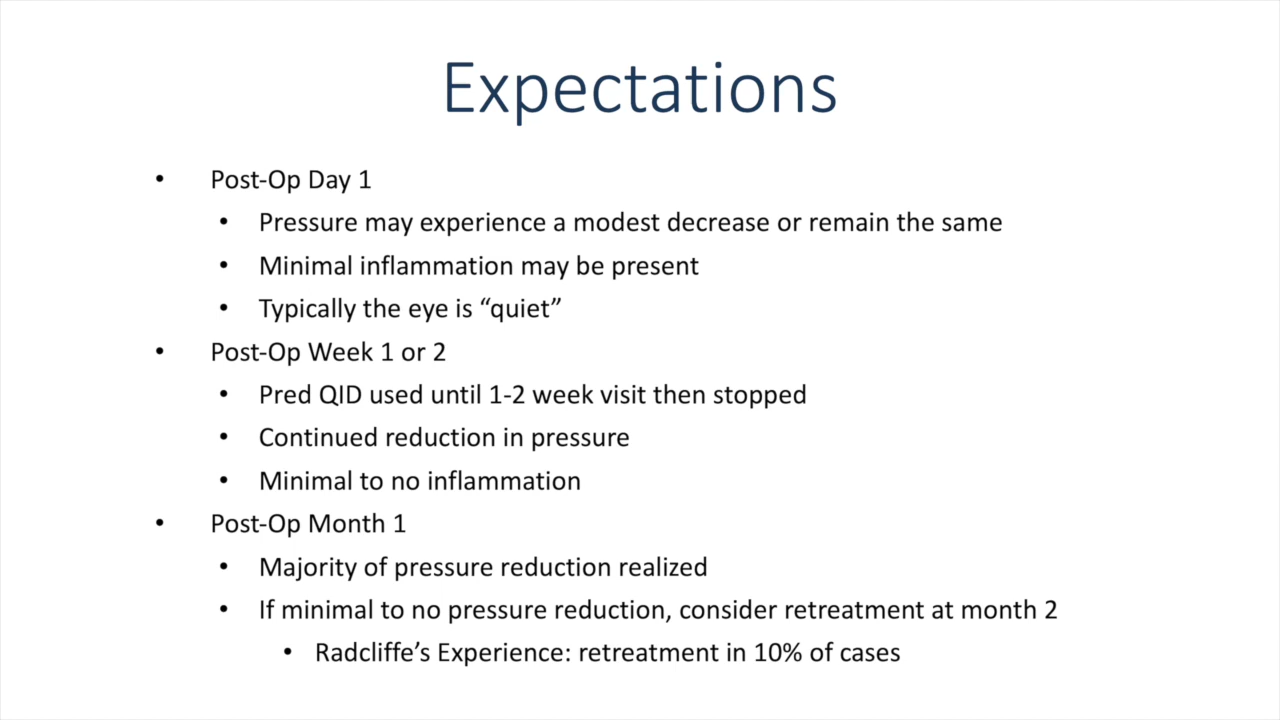 Expectations
• Post-Op Day 1
• Pressure may experience a modest decrease or remain the same
• Minimal inflammation may be present
• Typically the eye is “quiet”
• Post-Op Week 1 or 2
• Pred QID used until 1-2 week visit then stopped
• Continued reduction in pressure
• Minimal to no inflammation
• Post-Op Month 1
• Majority of pressure reduction realized
• If minimal to no pressure reduction, consider retreatment at month 2
• Radcliffe’s Experience: retreatment in 10% of cases